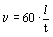 v = 60 · l/t